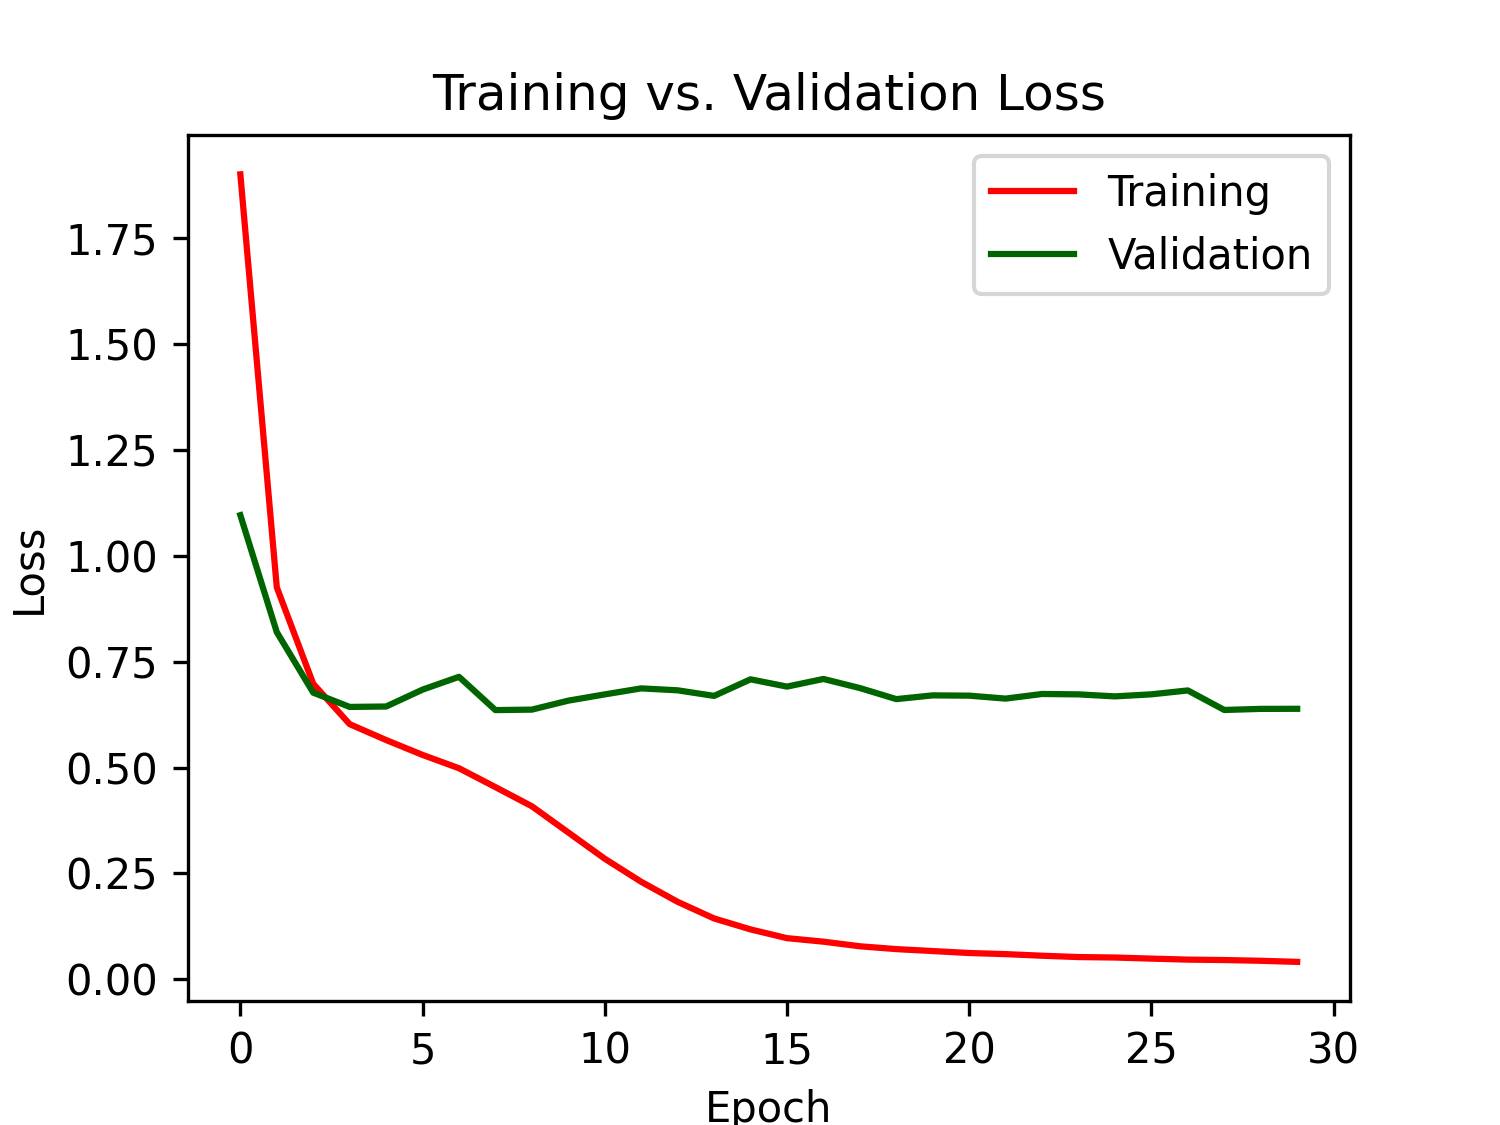 Training vs. Validation Loss
Training
Validation
1.75
1.50
1.25
1.00
0.75
0.50
0.25
0.00
Loss
0 5 10 15 20 25 30
Epoch